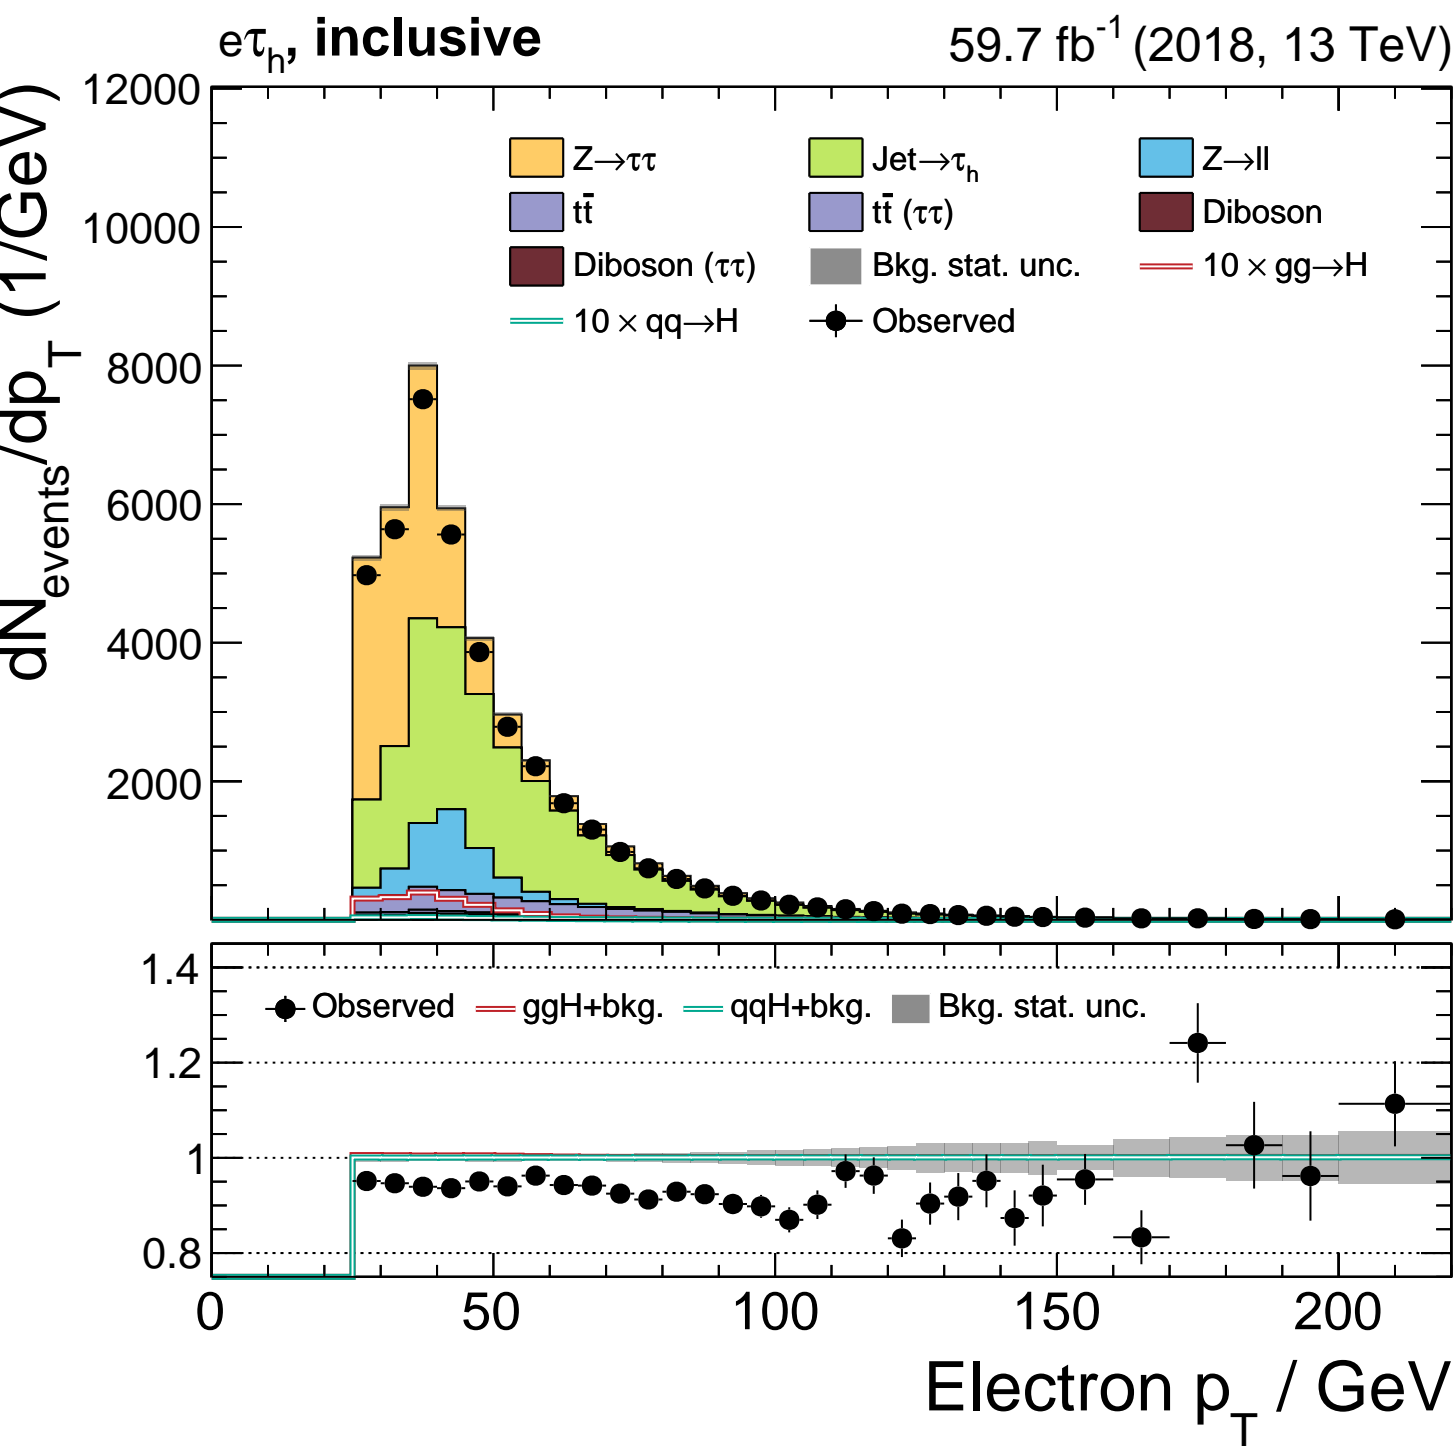 eτh, inclusive 59.7 fb-1 (2018, 13 TeV)
dNevents/dpT (1/GeV)
12000
10000
8000
6000
4000
2000
Z→ττ Jet→τh Z→ll
tt̄ tt̄ (ττ) Diboson
Diboson (ττ) Bkg. stat. unc. 10 × gg→H
10 × qq→H Observed
1.4
1.2
1
0.8
Observed ggH+bkg. qqH+bkg. Bkg. stat. unc.
0 50 100 150 200
Electron pT / GeV